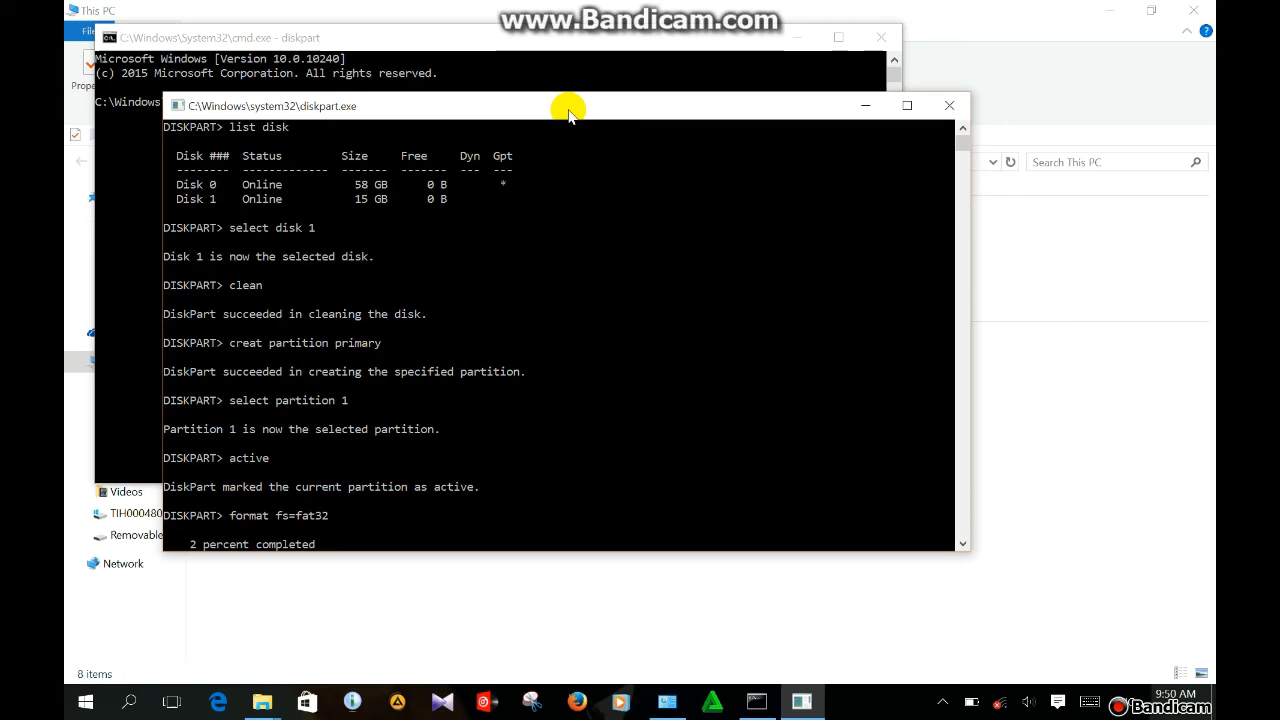 This PC
www.Bandicam.com
File
C:\Windows\System32\cmd.exe - diskpart
Microsoft Windows [Version 10.0.10240]
(c) 2015 Microsoft Corporation. All rights reserved.
C:\Windows
C:\Windows\system32\diskpart.exe
DISKPART> list disk
Disk ### Status Size Free Dyn Gpt
-------- ------------- ------- ------- --- ---
Disk 0 Online 58 GB 0 B *
Disk 1 Online 15 GB 0 B
DISKPART> select disk 1
Disk 1 is now the selected disk.
DISKPART> clean
DiskPart succeeded in cleaning the disk.
DISKPART> creat partition primary
DiskPart succeeded in creating the specified partition.
DISKPART> select partition 1
Partition 1 is now the selected partition.
DISKPART> active
DiskPart marked the current partition as active.
DISKPART> format fs=fat32
2 percent completed
Search This PC
Videos
TIH000480
Removable
Network
8 items
9:50 AM
Bandicam